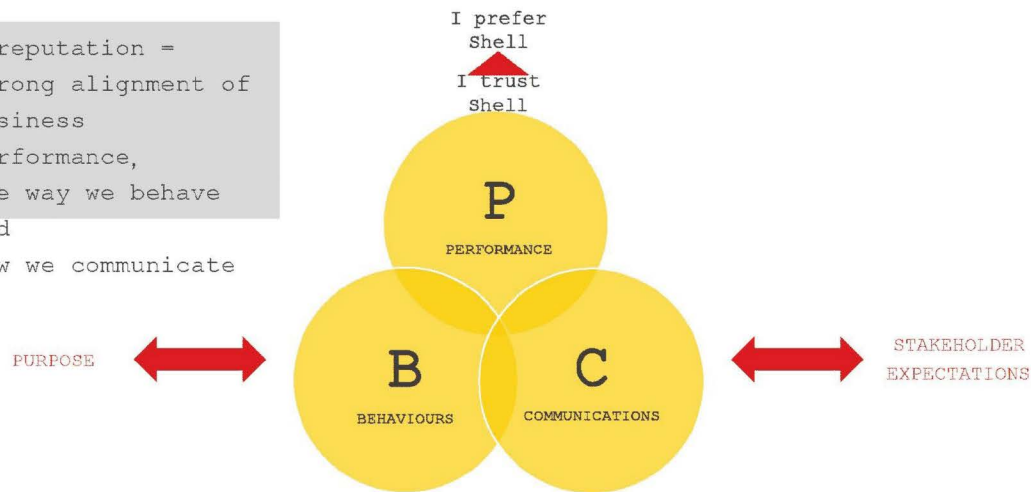 I prefer
Shell
I trust
Shell
reputation =
rong alignment of
siness
rformance,
e way we behave
d
w we communicate
P
PERFORMANCE
PURPOSE
B
BEHAVIOURS
C
COMMUNICATIONS
STAKEHOLDER
EXPECTATIONS